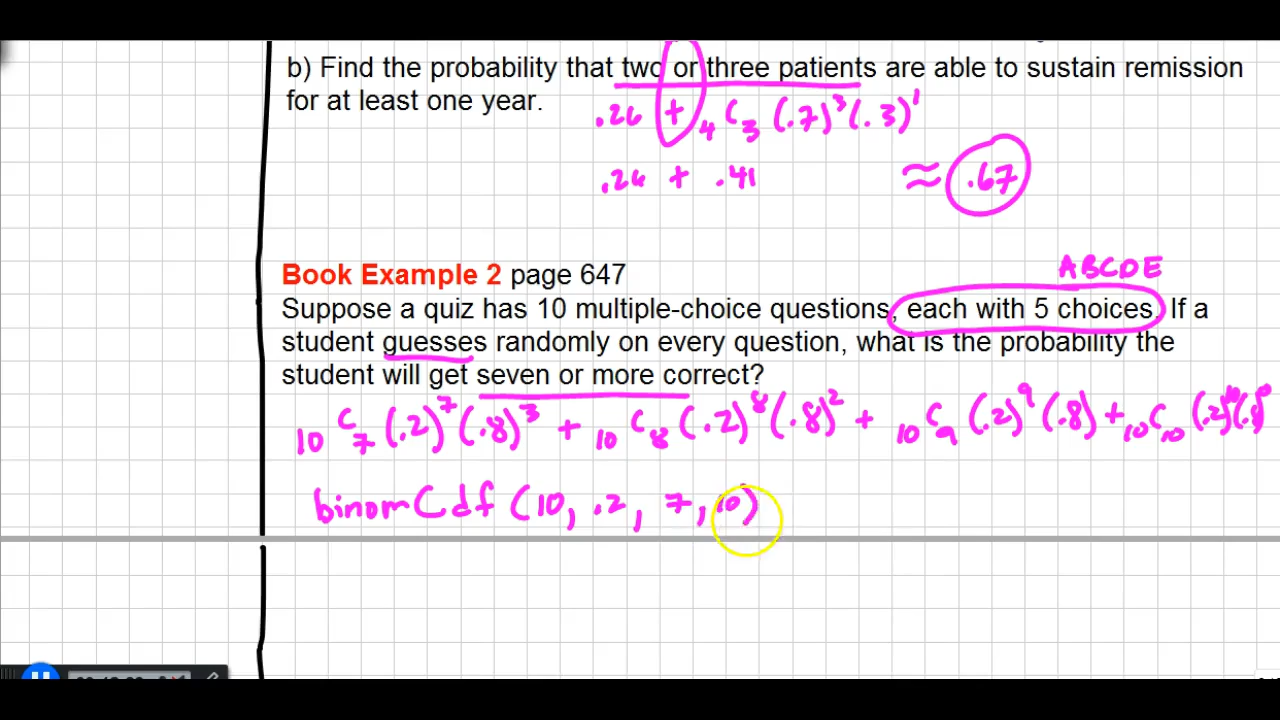 b) Find the probability that two or three patients are able to sustain remission
for at least one year.
.26 + 4C3 (.7)^3 (.3)^1
.26 + .41 ≈ .67
Book Example 2 page 647
ABCDE
Suppose a quiz has 10 multiple-choice questions, each with 5 choices. If a
student guesses randomly on every question, what is the probability the
student will get seven or more correct?
10C7 (.2)^7 (.8)^3 + 10C8 (.2)^8 (.8)^2 + 10C9 (.2)^9 (.8) + 10C10 (.2)^10 (.8)^0
binomCdf (10, .2, 7, 10)